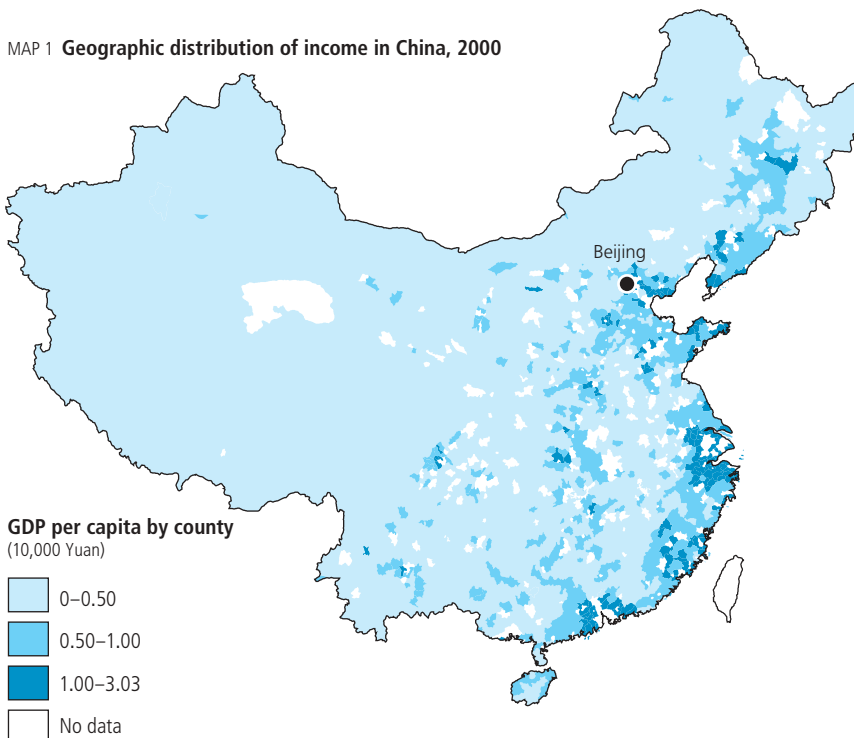 MAP 1 Geographic distribution of income in China, 2000
Beijing
GDP per capita by county
(10,000 Yuan)
0–0.50
0.50–1.00
1.00–3.03
No data